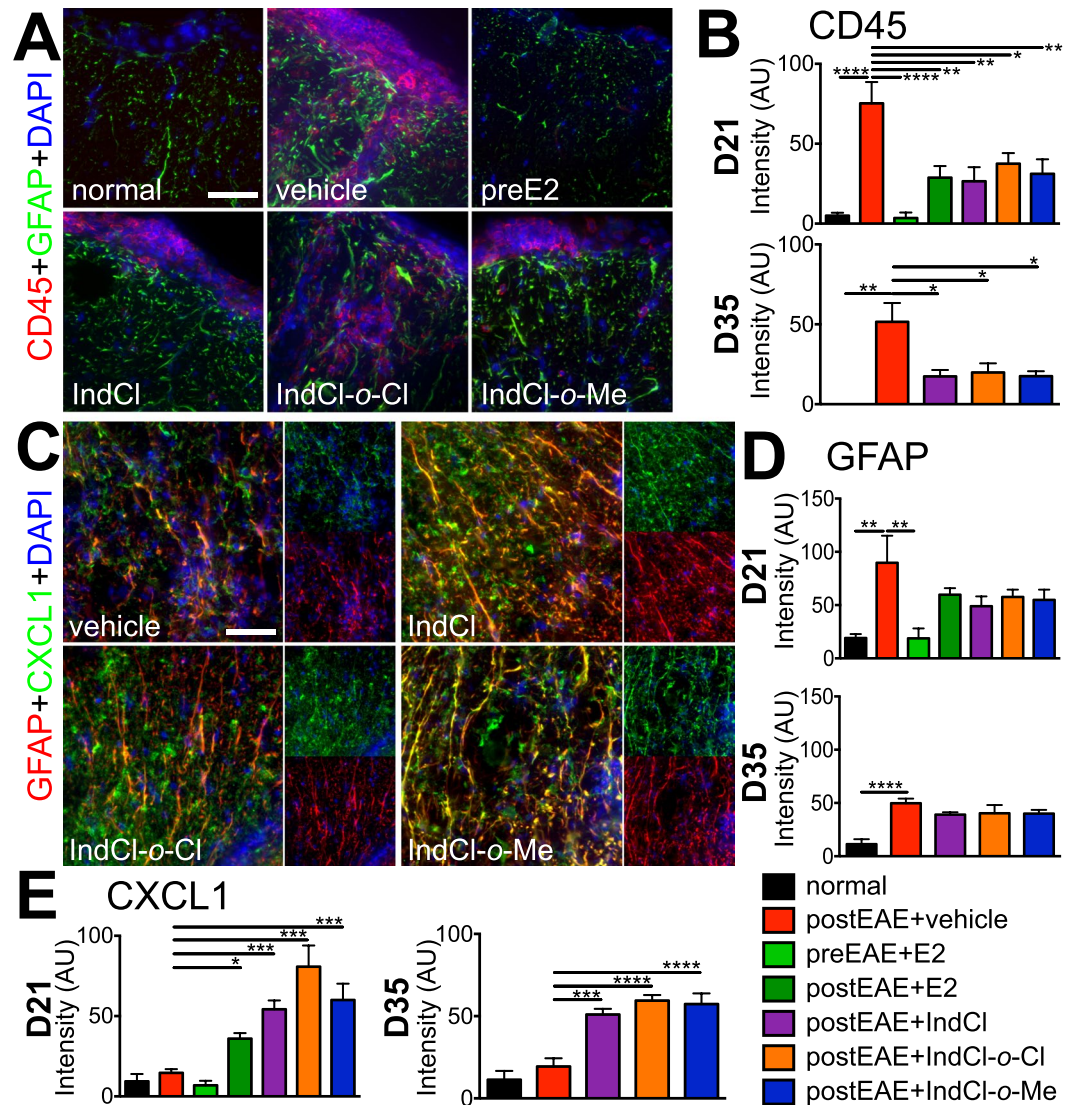 A
CD45+GFAP+DAPI
normal
vehicle
preE2
IndCl
IndCl-o-Cl
IndCl-o-Me
B
CD45
D21
Intensity (AU)
100
50
0
****
****
**
**
*
**
D35
Intensity (AU)
100
50
0
**
*
*
*
C
GFAP+CXCL1+DAPI
vehicle
IndCl
IndCl-o-Cl
IndCl-o-Me
D
GFAP
D21
Intensity (AU)
150
100
50
0
**
**
D35
Intensity (AU)
150
100
50
0
****
E
CXCL1
D21
Intensity (AU)
100
50
0
*
***
***
***
D35
Intensity (AU)
100
50
0
***
****
****
normal
postEAE+vehicle
preEAE+E2
postEAE+E2
postEAE+IndCl
postEAE+IndCl-o-Cl
postEAE+IndCl-o-Me